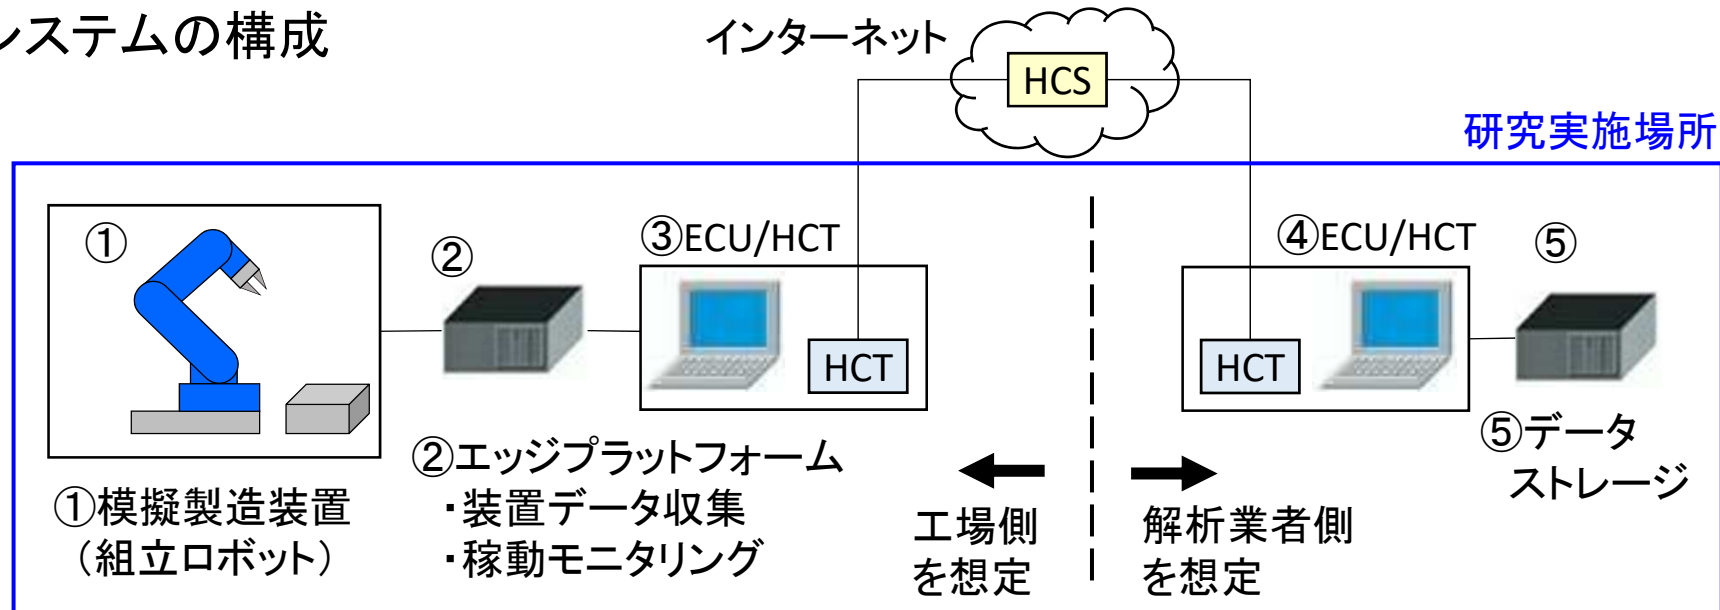 ンステムの構成
インターネット
HCS
研究実施場所
①
②
③ECU/HCT
HCT
④ECU/HCT
HCT
⑤
①模擬製造装置
(組立ロボット)
②エッジプラットフォーム
・装置データ収集
・稼動モニタリング
工場側
を想定
解析業者側
を想定
⑤データ
ストレージ